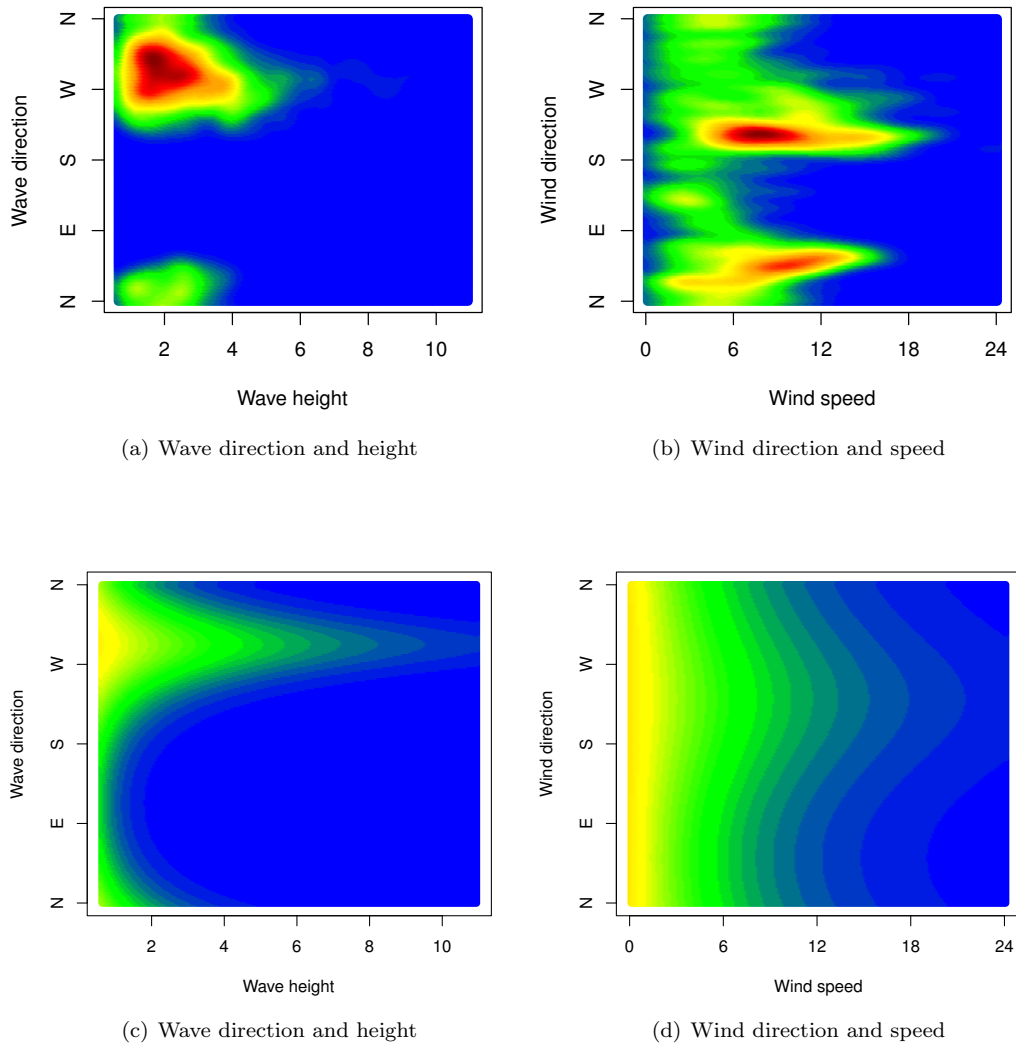 N
W
S
E
N
Wave direction
2 4 6 8 10
Wave height
(a) Wave direction and height
N
W
S
E
N
Wind direction
0 6 12 18 24
Wind speed
(b) Wind direction and speed
N
W
S
E
N
Wave direction
2 4 6 8 10
Wave height
(c) Wave direction and height
N
W
S
E
N
Wind direction
0 6 12 18 24
Wind speed
(d) Wind direction and speed